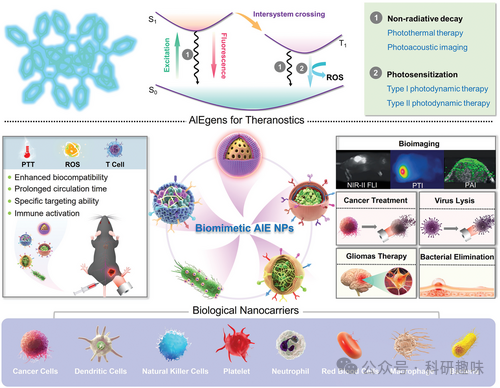 S1
Intersystem crossing
T1
Excitation
1
Fluorescence
1
2
ROS
S0
1 Non-radiative decay
Photothermal therapy
Photoacoustic imaging
2 Photosensitization
Type I photodynamic therapy
Type II photodynamic therapy
AIEgens for Theranostics
PTT
ROS
T Cell
Enhanced biocompatibility
Prolonged circulation time
Specific targeting ability
Immune activation
Biomimetic AIE NPs
Bioimaging
NIR-II FLI
PTI
PAI
Cancer Treatment
Virus Lysis
Gliomas Therapy
Bacterial Elimination
Biological Nanocarriers
Cancer Cells
Dendritic Cells
Natural Killer Cells
Platelet
Neutrophil
Red Blood Cells
Macrophages
公众号 · 科研趣味